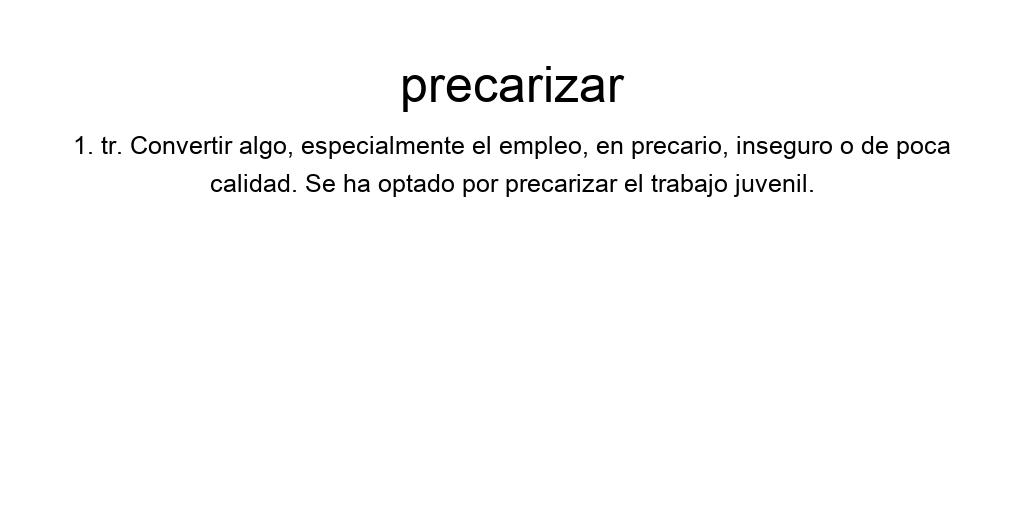 precarizar
1. tr. Convertir algo, especialmente el empleo, en precario, inseguro o de poca
calidad. Se ha optado por precarizar el trabajo juvenil.